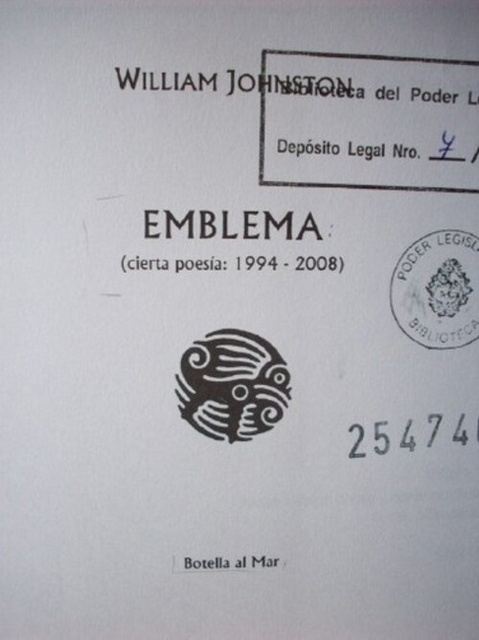 WILLIAM JOHNSTON
Biblioteca del Poder
Depósito Legal Nro. 7
EMBLEMA
(cierta poesía: 1994 - 2008)
PODER
BIBLIOTECA
25474
Botella al Mar